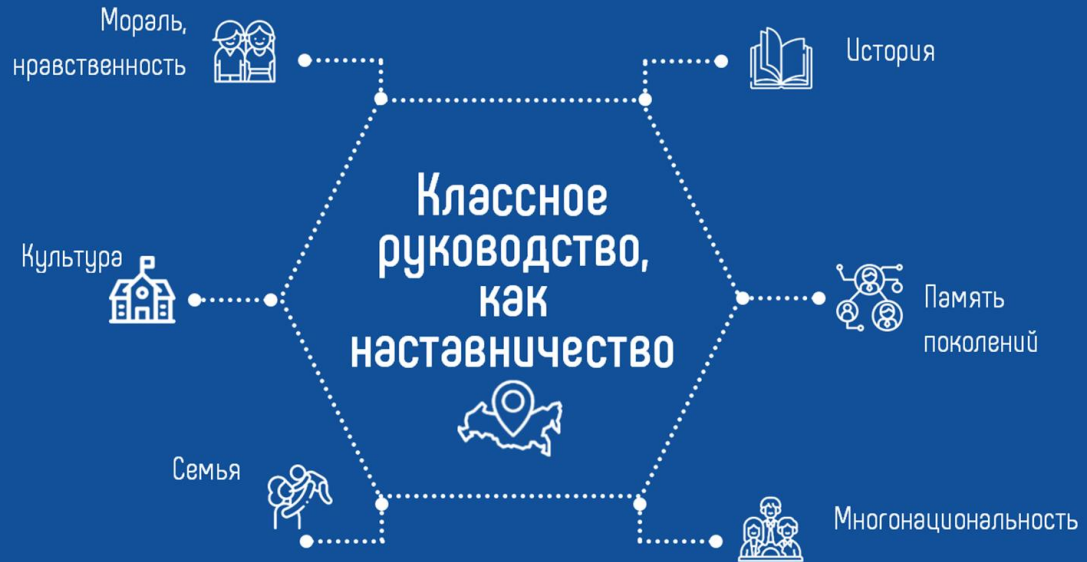 Мораль,
нравственность
История
Классное
руководство,
как
наставничество
Культура
Память
поколений
Семья
Многонациональность